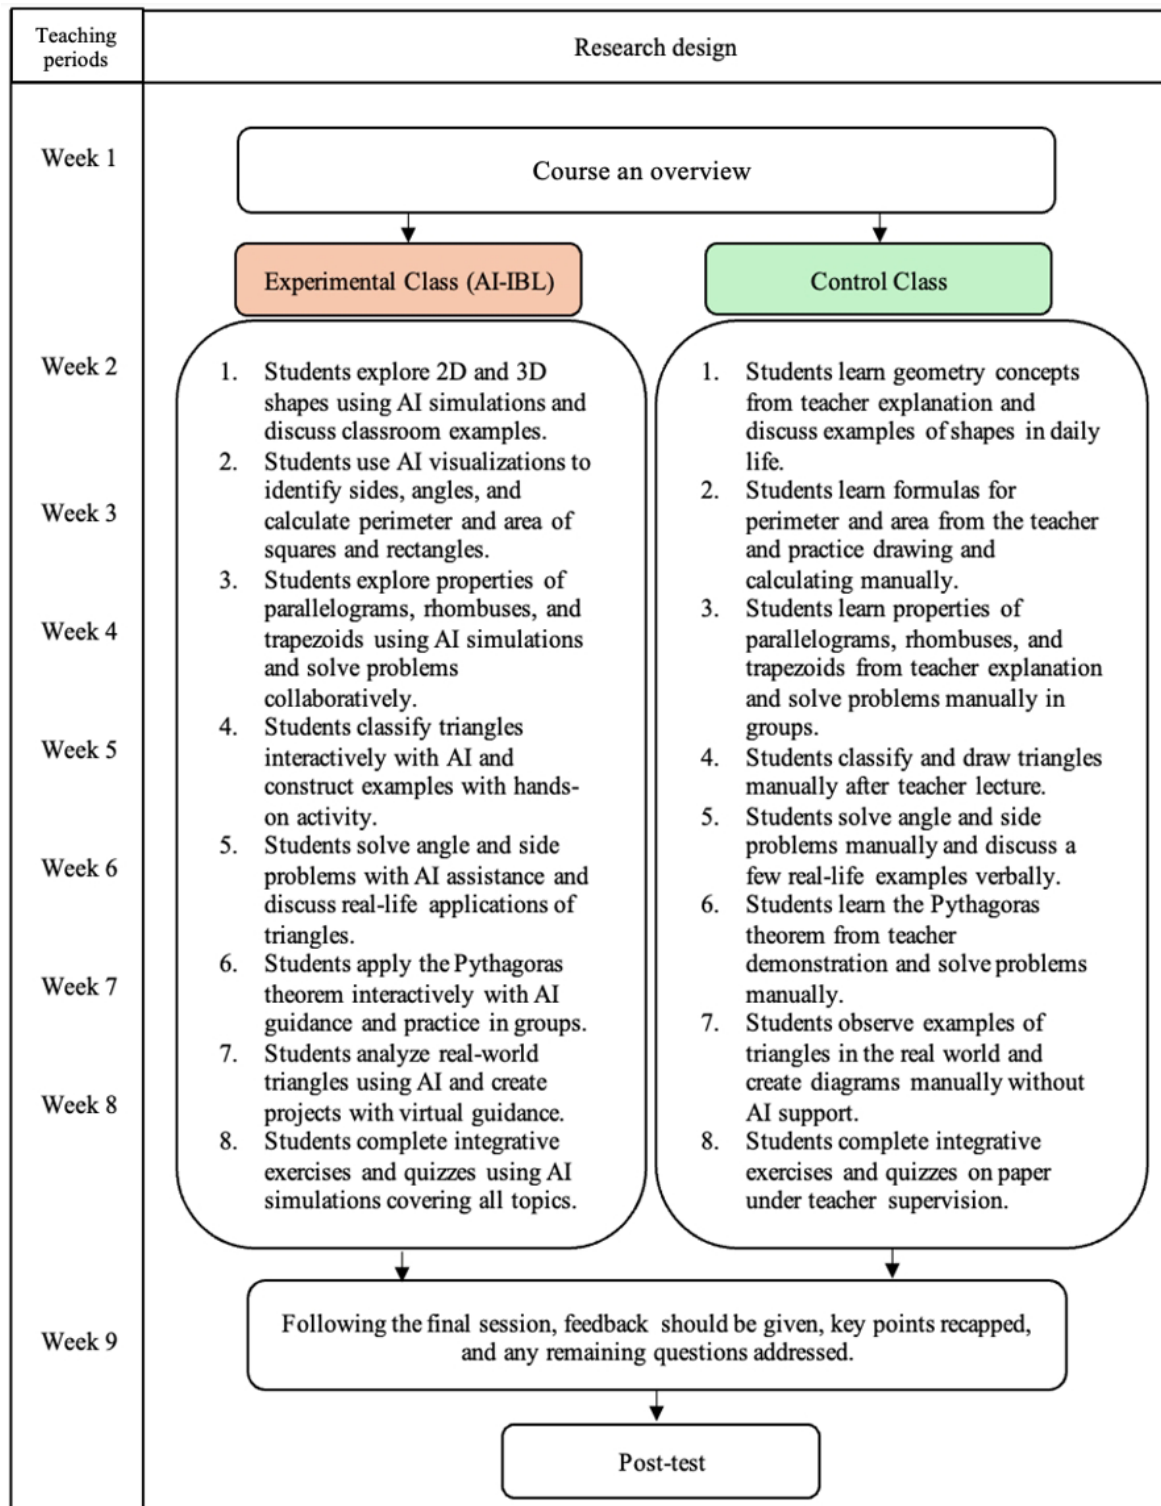 Teaching
periods
Research design
Week 1
Course an overview
Experimental Class (AI-IBL)
Control Class
Week 2
Week 3
Week 4
Week 5
Week 6
Week 7
Week 8
1. Students explore 2D and 3D
shapes using AI simulations and
discuss classroom examples.
2. Students use AI visualizations to
identify sides, angles, and
calculate perimeter and area of
squares and rectangles.
3. Students explore properties of
parallelograms, rhombuses, and
trapezoids using AI simulations
and solve problems
collaboratively.
4. Students classify triangles
interactively with AI and
construct examples with hands-
on activity.
5. Students solve angle and side
problems with AI assistance and
discuss real-life applications of
triangles.
6. Students apply the Pythagoras
theorem interactively with AI
guidance and practice in groups.
7. Students analyze real-world
triangles using AI and create
projects with virtual guidance.
8. Students complete integrative
exercises and quizzes using AI
simulations covering all topics.
1. Students learn geometry concepts
from teacher explanation and
discuss examples of shapes in daily
life.
2. Students learn formulas for
perimeter and area from the teacher
and practice drawing and
calculating manually.
3. Students learn properties of
parallelograms, rhombuses, and
trapezoids from teacher explanation
and solve problems manually in
groups.
4. Students classify and draw triangles
manually after teacher lecture.
5. Students solve angle and side
problems manually and discuss a
few real-life examples verbally.
6. Students learn the Pythagoras
theorem from teacher
demonstration and solve problems
manually.
7. Students observe examples of
triangles in the real world and
create diagrams manually without
AI support.
8. Students complete integrative
exercises and quizzes on paper
under teacher supervision.
Week 9
Following the final session, feedback should be given, key points recapped,
and any remaining questions addressed.
Post-test